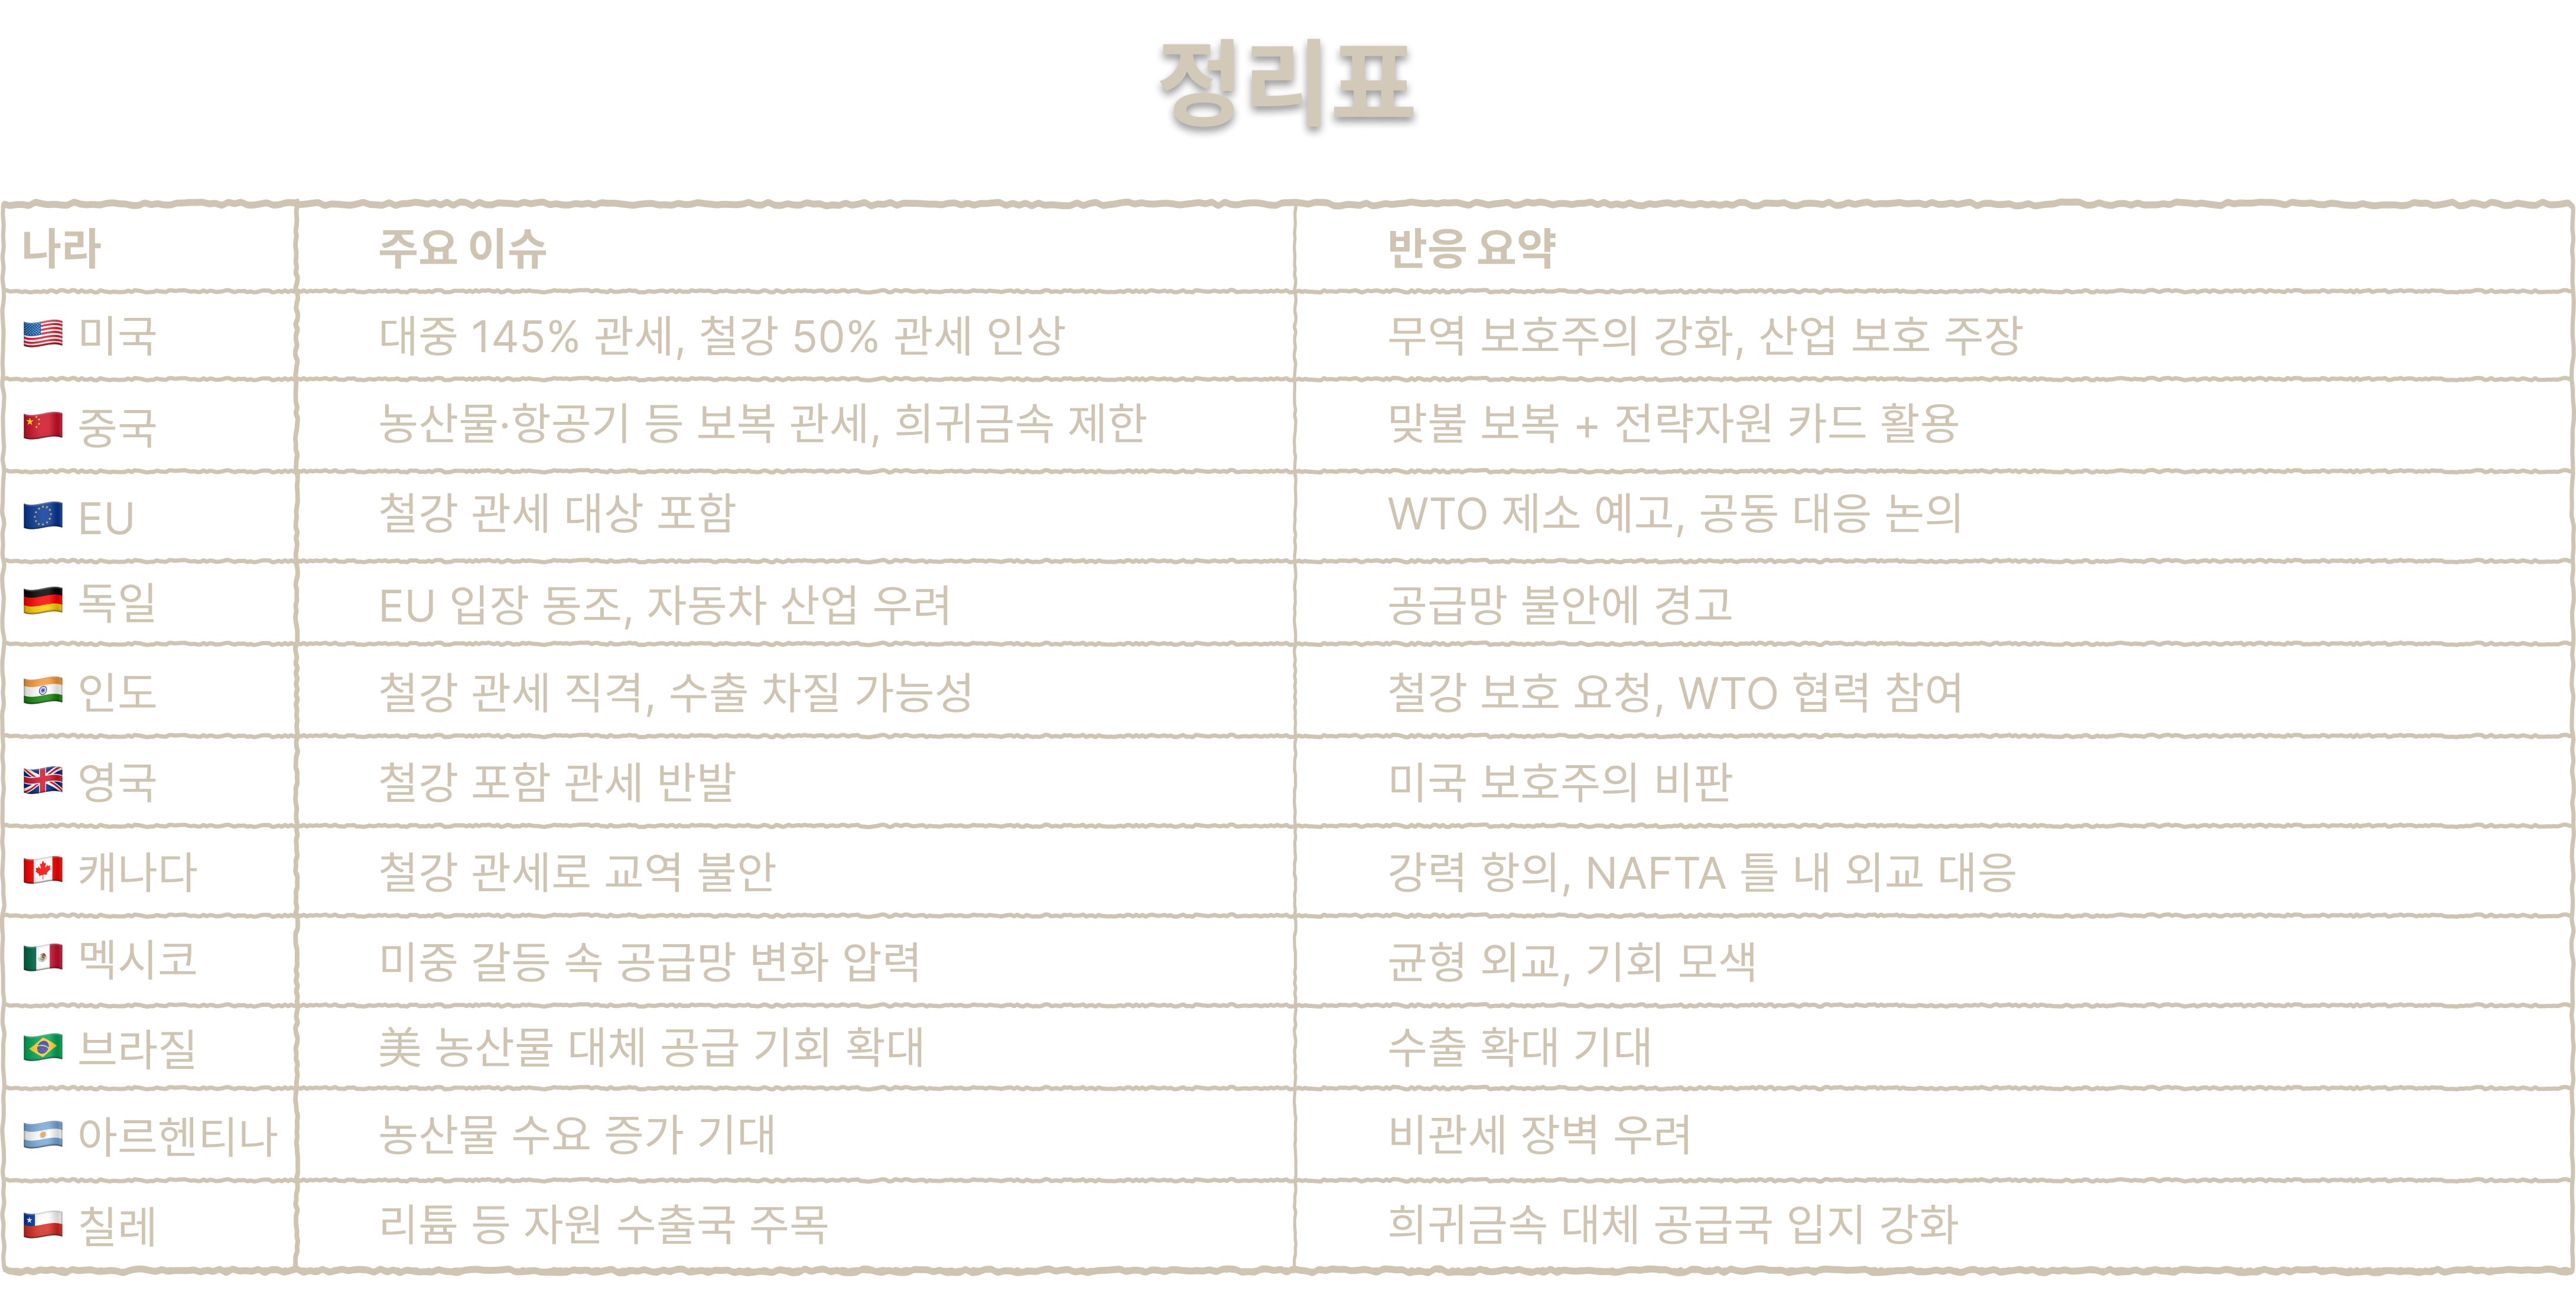 정리표
나라 주요 이슈 반응 요약
미국 대중 145% 관세, 철강 50% 관세 인상 무역 보호주의 강화, 산업 보호 주장
중국 농산물·항공기 등 보복 관세, 희귀금속 제한 맞불 보복 + 전략자원 카드 활용
EU 철강 관세 대상 포함 WTO 제소 예고, 공동 대응 논의
독일 EU 입장 동조, 자동차 산업 우려 공급망 불안에 경고
인도 철강 관세 직격, 수출 차질 가능성 철강 보호 요청, WTO 협력 참여
영국 철강 포함 관세 반발 미국 보호주의 비판
캐나다 철강 관세로 교역 불안 강력 항의, NAFTA 틀 내 외교 대응
멕시코 미중 갈등 속 공급망 변화 압력 균형 외교, 기회 모색
브라질 美 농산물 대체 공급 기회 확대 수출 확대 기대
아르헨티나 농산물 수요 증가 기대 비관세 장벽 우려
칠레 리튬 등 자원 수출국 주목 희귀금속 대체 공급국 입지 강화